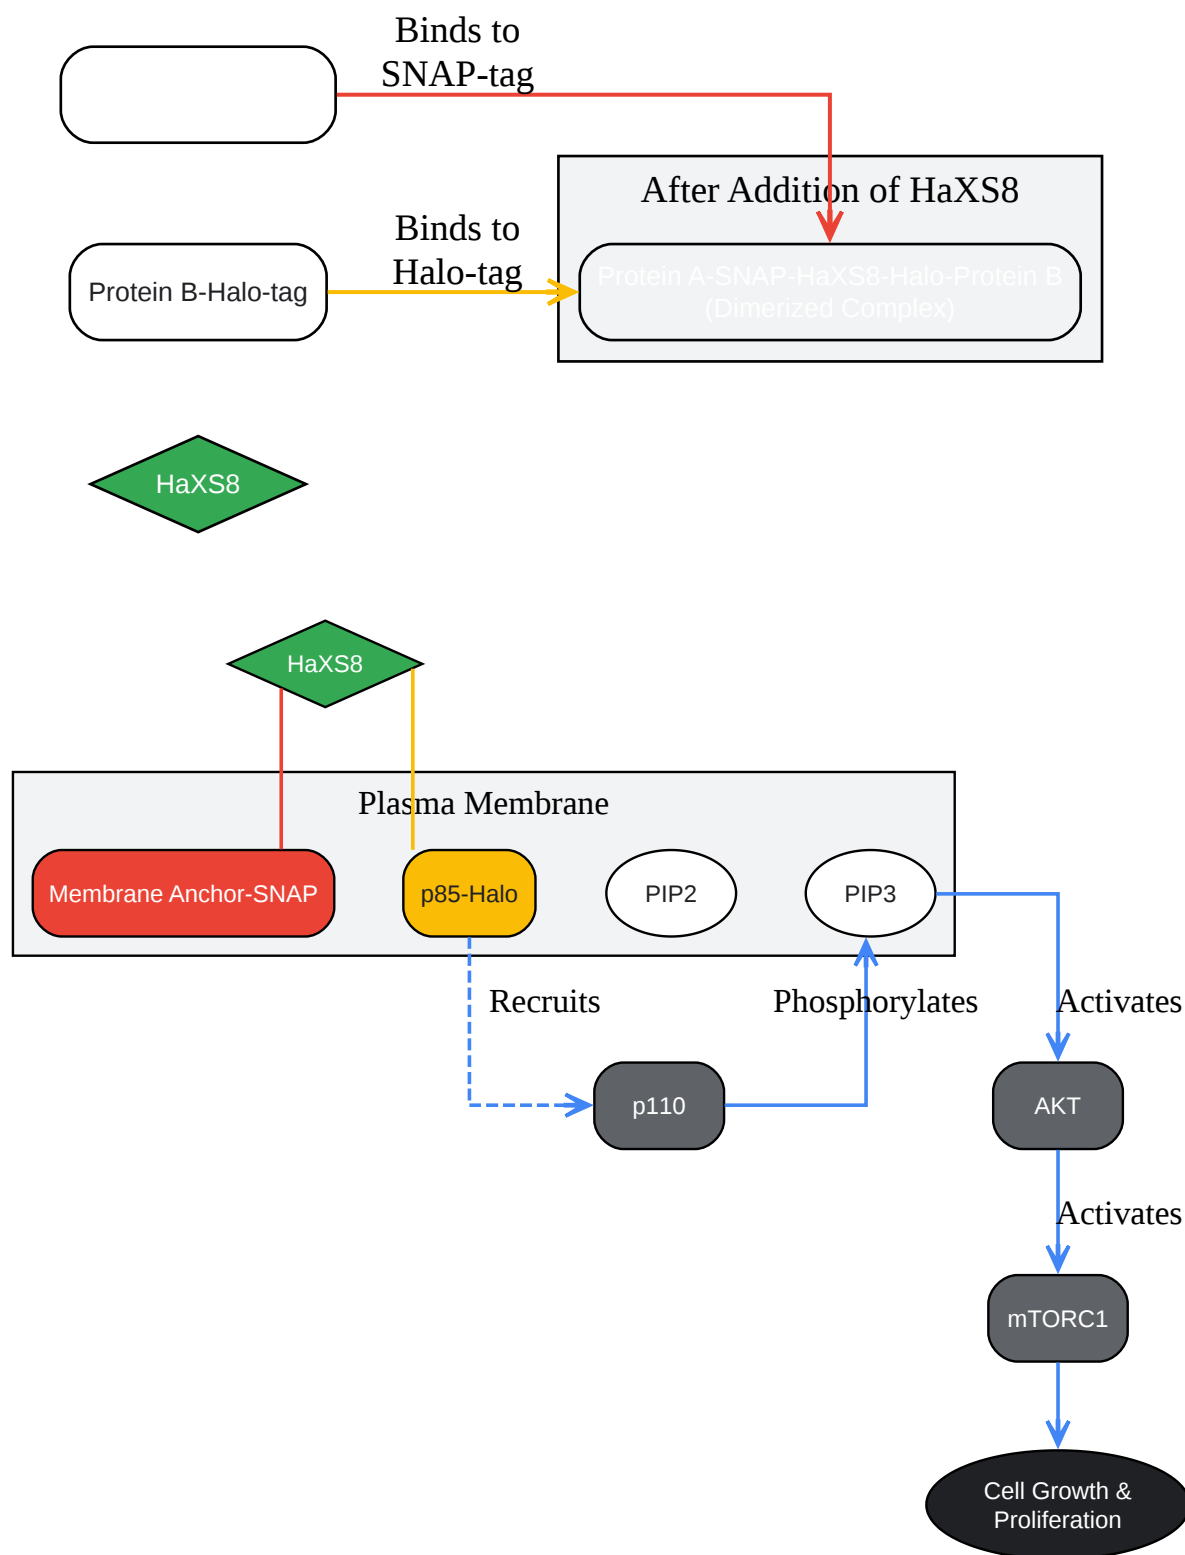 Binds to
SNAP-tag
After Addition of HaXS8
Binds to
Halo-tag
Protein B-Halo-tag
Protein A-SNAP-HaXS8-Halo-Protein B
(Dimerized Complex)
HaXS8
HaXS8
Plasma Membrane
Membrane Anchor-SNAP
p85-Halo
PIP2
PIP3
Recruits
Phosphorylates
Activates
p110
AKT
Activates
mTORC1
Cell Growth &
Proliferation